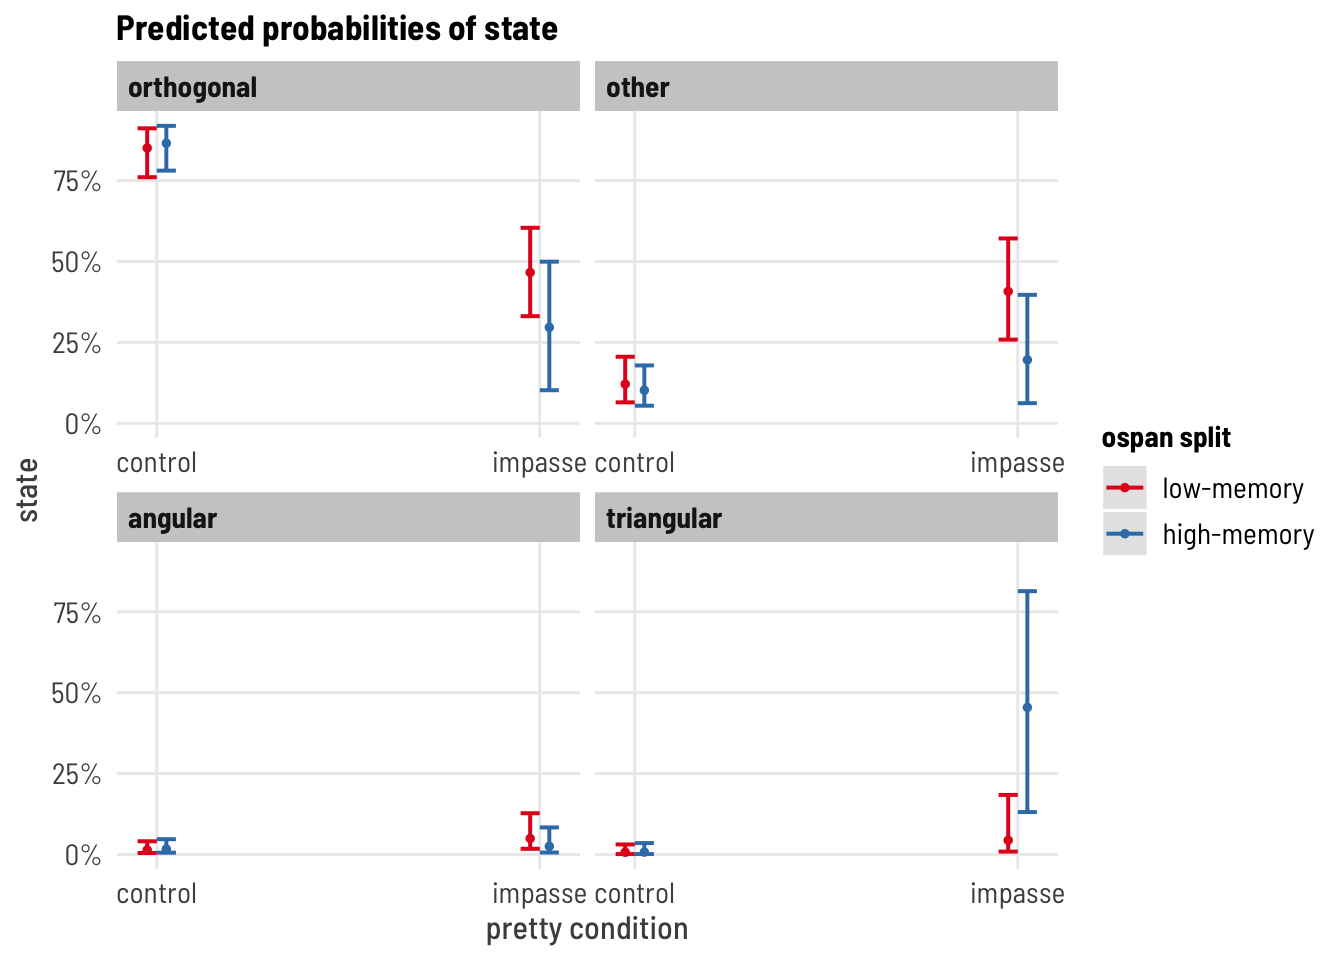 Predicted probabilities of state
orthogonal
other
75%
50%
25%
0%
control
impasse
control
impasse
state
angular
triangular
75%
50%
25%
0%
control
impasse
control
impasse
pretty condition
ospan split
low-memory
high-memory